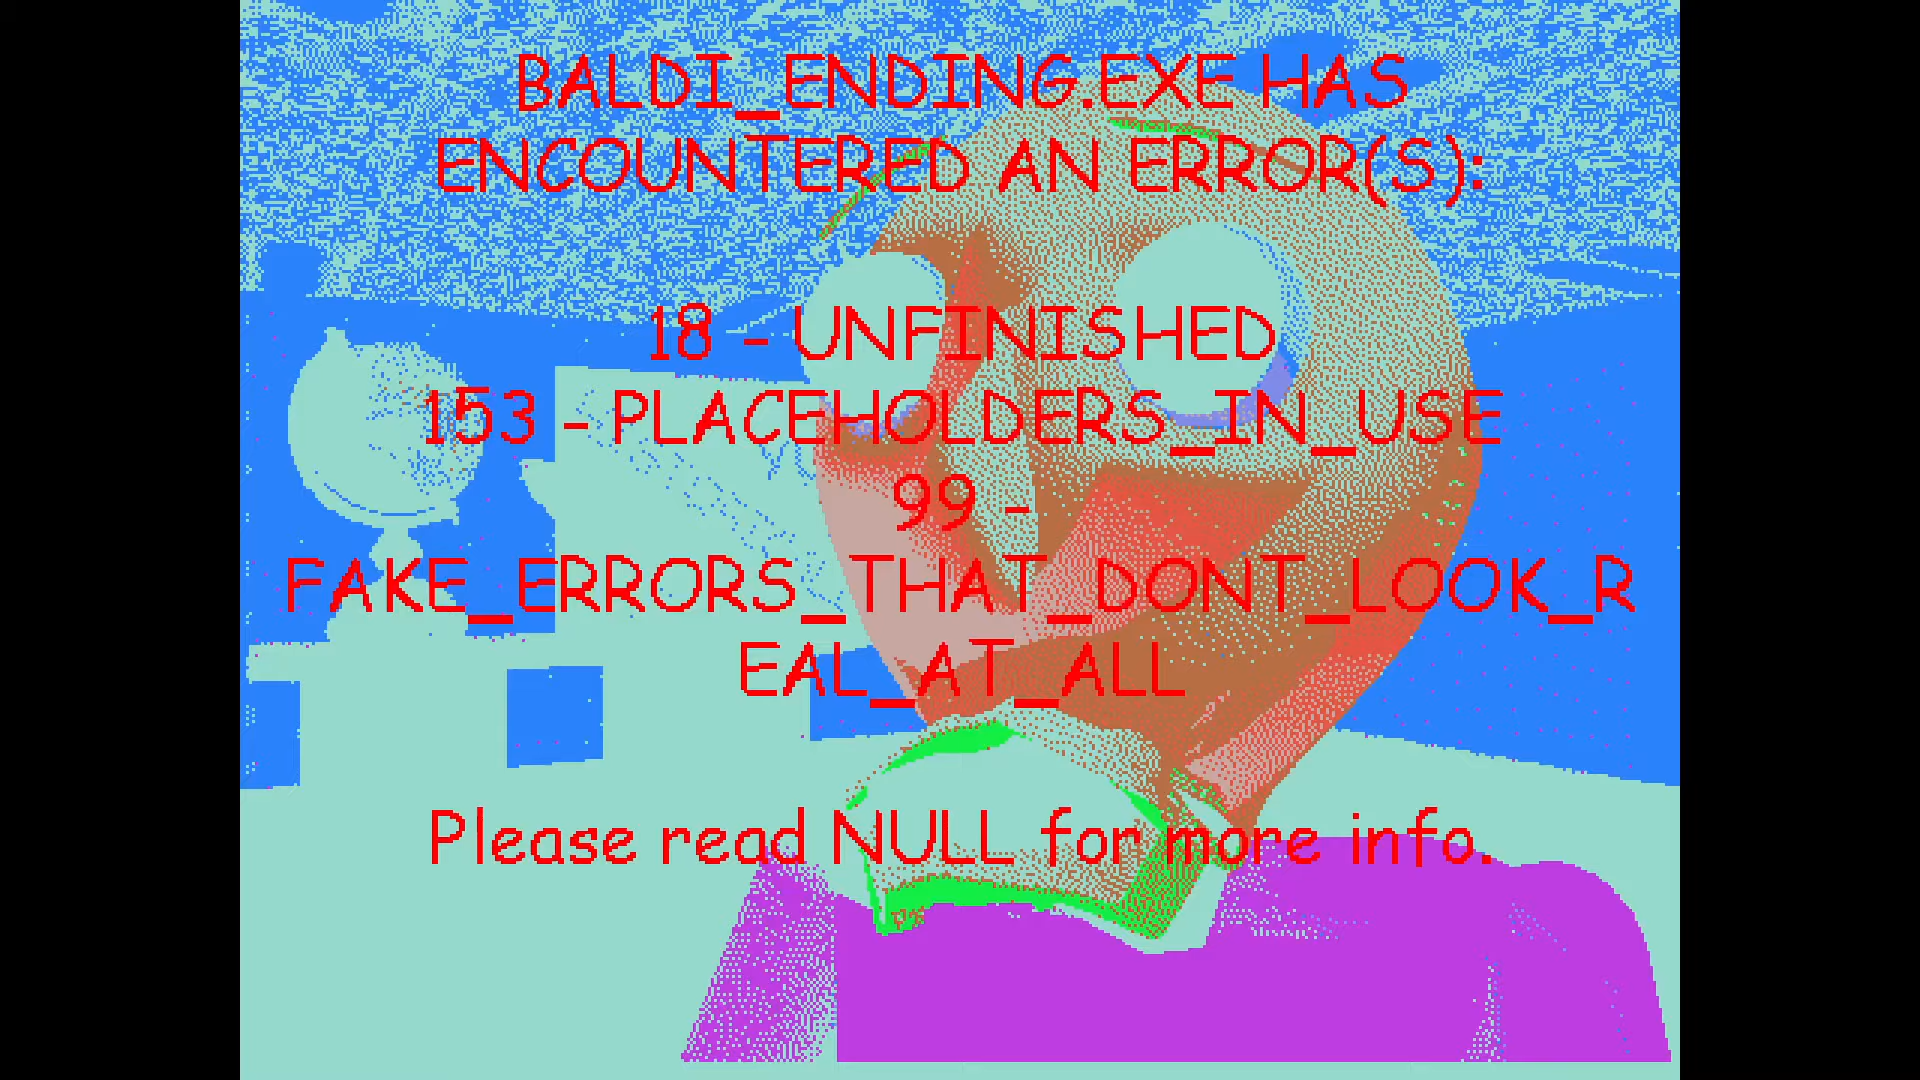 BALDI_ENDING.EXE HAS
ENCOUNTERED AN ERROR(S):
18 - UNFINISHED
153 - PLACEHOLDERS_IN_USE
99 -
FAKE_ERRORS_THAT_DONT_LOOK_R
EAL_AT_ALL
Please read NULL for more info.